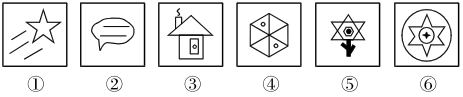 ① ② ③ ④ ⑤ ⑥